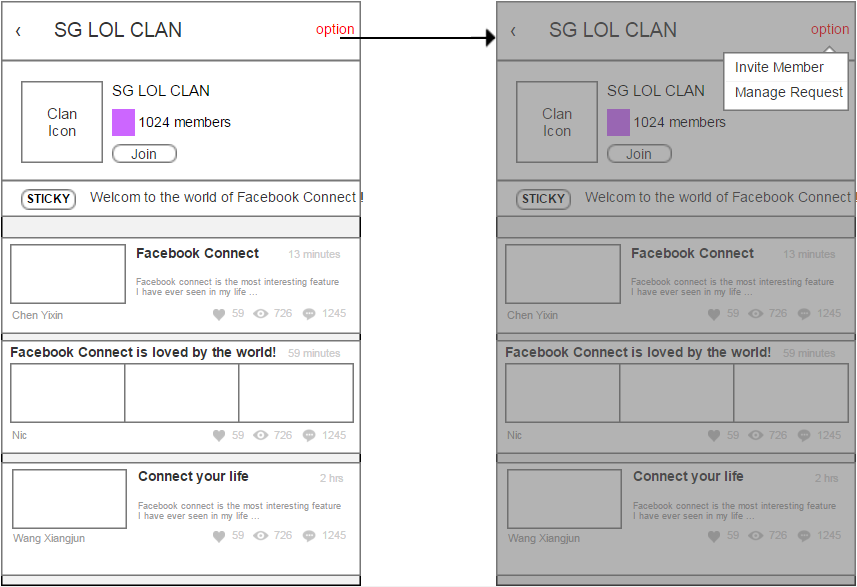 ‹ SG LOL CLAN option
SG LOL CLAN
Clan
Icon
1024 members
Join
STICKY Welcom to the world of Facebook Connect !
Facebook Connect 13 minutes
Facebook connect is the most interesting feature
I have ever seen in my life ...
Chen Yixin 59 726 1245
Facebook Connect is loved by the world! 59 minutes
Nic 59 726 1245
Connect your life 2 hrs
Facebook connect is the most interesting feature
I have ever seen in my life ...
Wang Xiangjun 59 726 1245
‹ SG LOL CLAN option
Invite Member
Manage Request
SG LOL CLAN
Clan
Icon
1024 members
Join
STICKY Welcom to the world of Facebook Connect !
Facebook Connect 13 minutes
Facebook connect is the most interesting feature
I have ever seen in my life ...
Chen Yixin 59 726 1245
Facebook Connect is loved by the world! 59 minutes
Nic 59 726 1245
Connect your life 2 hrs
Facebook connect is the most interesting feature
I have ever seen in my life ...
Wang Xiangjun 59 726 1245